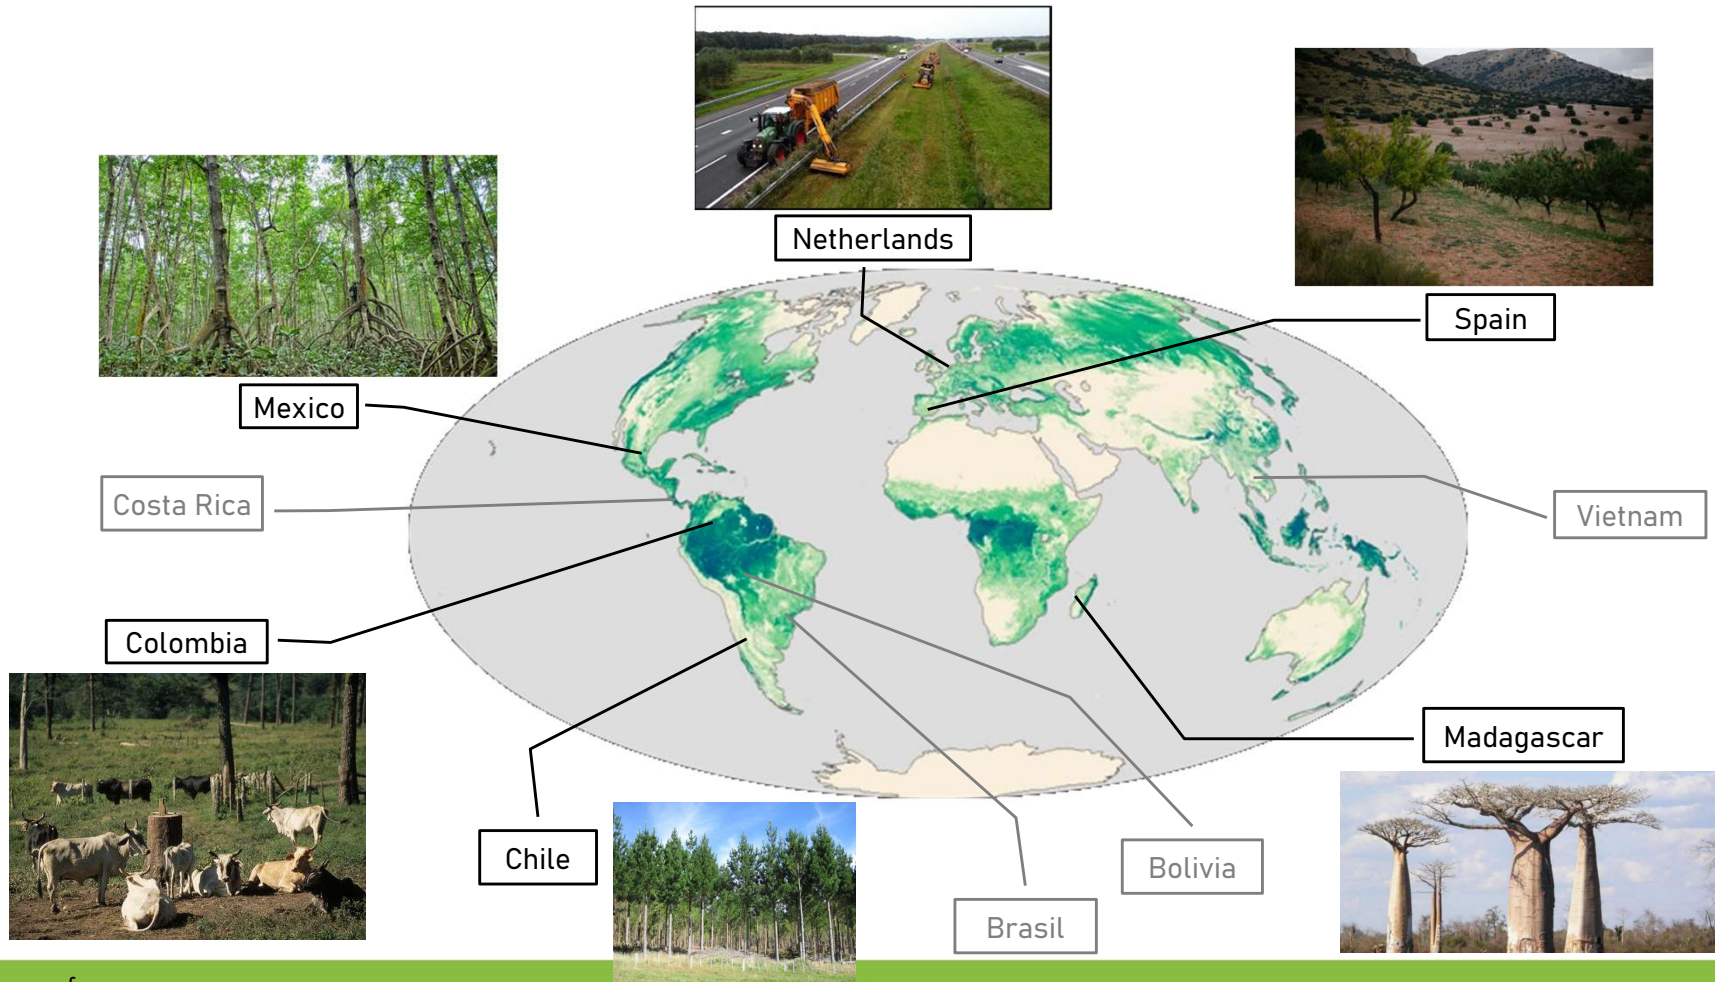 Netherlands
Spain
Mexico
Costa Rica
Vietnam
Colombia
Madagascar
Chile
Bolivia
Brasil